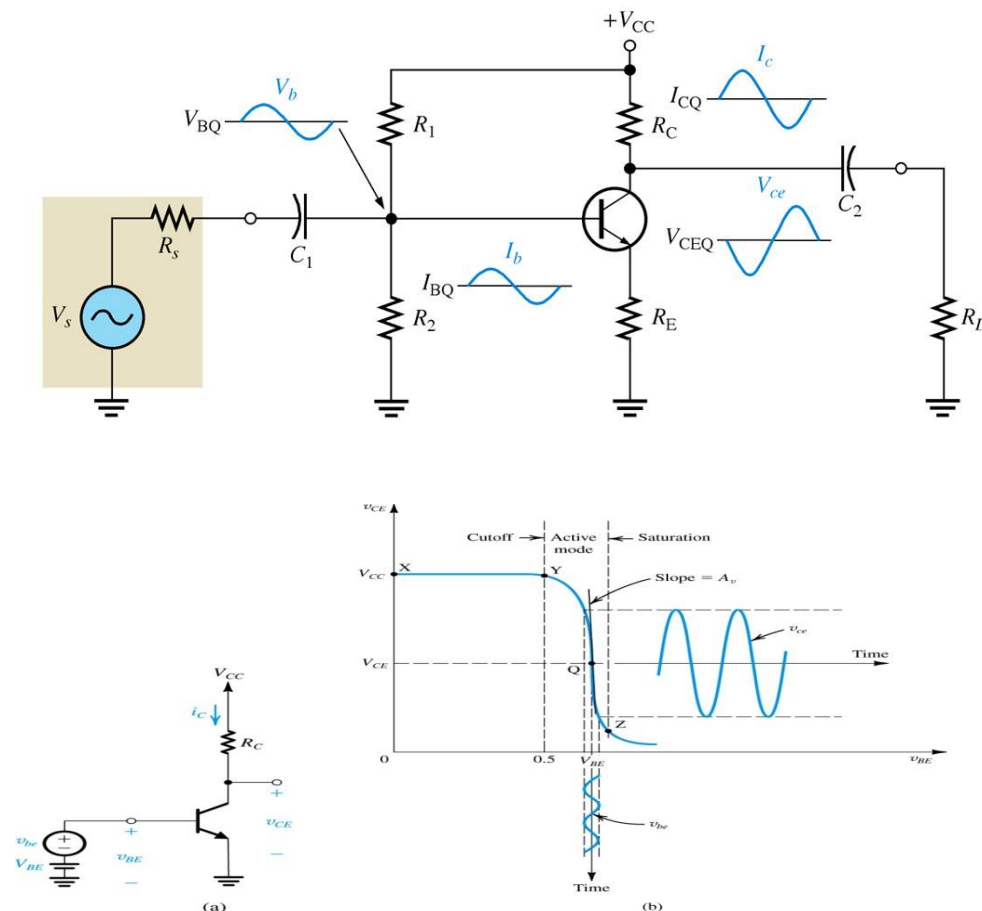 +V_CC
I_c
V_b
I_CQ
V_BQ
R_1
R_C
V_ce
C_2
R_s
C_1
V_CEQ
I_b
I_BQ
V_s
R_2
R_E
R_L
v_CE
Cutoff
Active
mode
Saturation
X
Y
V_CC
Slope = A_v
v_ce
Time
V_CE
Q
Z
0
0.5
V_BE
v_BE
v_be
Time
(b)
V_CC
i_C
R_C
+
+
v_CE
v_be
+
−
v_BE
V_BE
−
−
(a)